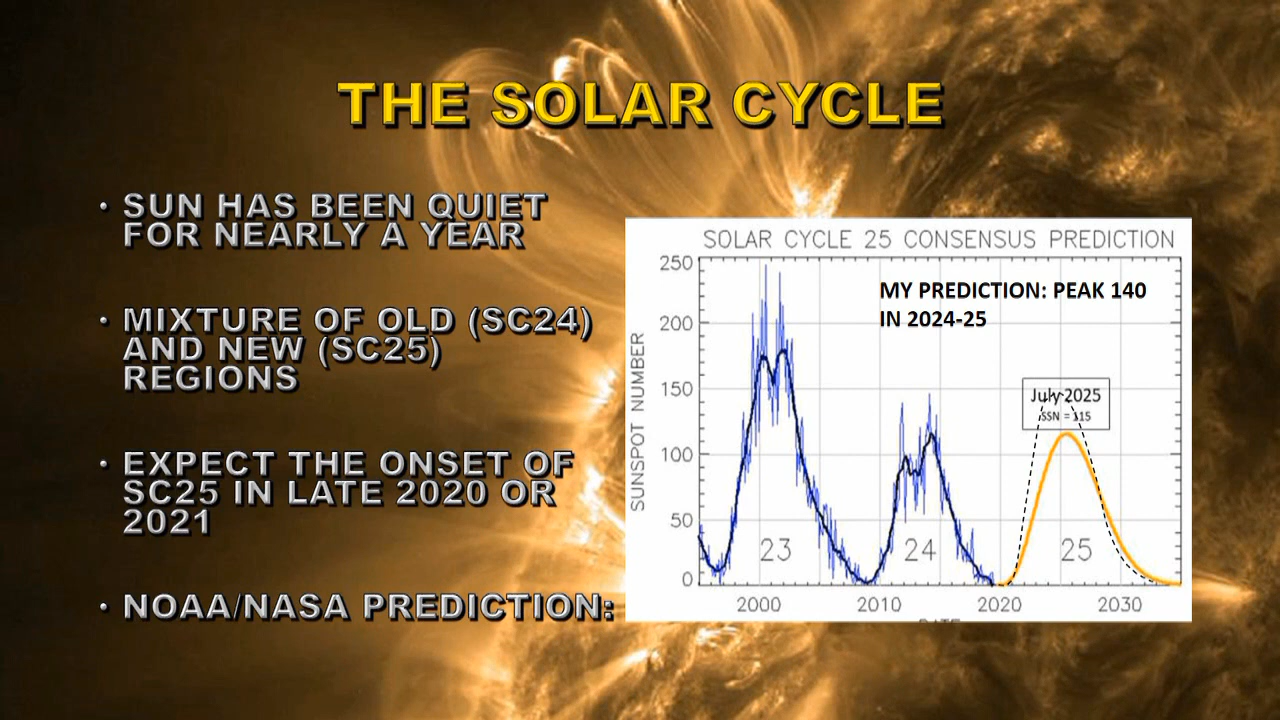 THE SOLAR CYCLE
• SUN HAS BEEN QUIET
FOR NEARLY A YEAR
• MIXTURE OF OLD (SC24)
AND NEW (SC25)
REGIONS
• EXPECT THE ONSET OF
SC25 IN LATE 2020 OR
2021
• NOAA/NASA PREDICTION:
SOLAR CYCLE 25 CONSENSUS PREDICTION
MY PREDICTION: PEAK 140
IN 2024-25
SUNSPOT NUMBER
250
200
150
100
50
0
July 2025
SSN = 115
23
24
25
2000
2010
2020
2030